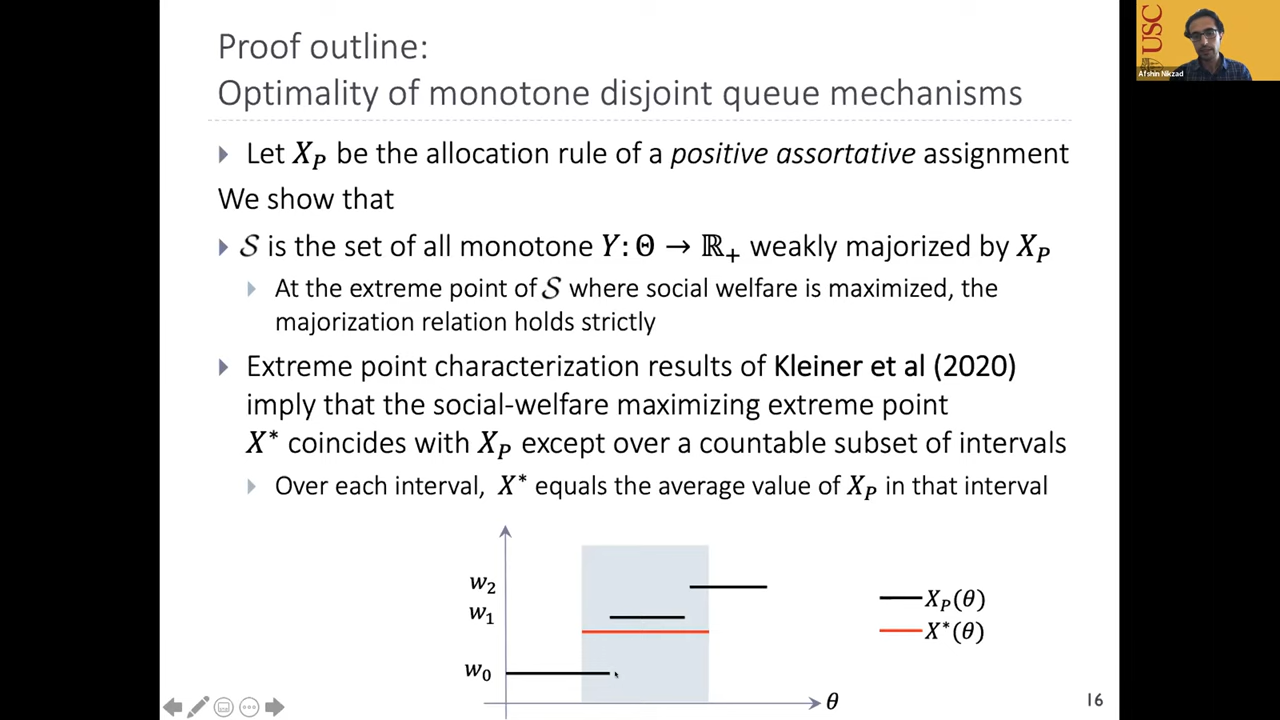 Proof outline:
Optimality of monotone disjoint queue mechanisms
Let X_P be the allocation rule of a positive assortative assignment
We show that
𝒮 is the set of all monotone Y: Θ → ℝ₊ weakly majorized by X_P
At the extreme point of 𝒮 where social welfare is maximized, the
majorization relation holds strictly
Extreme point characterization results of Kleiner et al (2020)
imply that the social-welfare maximizing extreme point
X* coincides with X_P except over a countable subset of intervals
Over each interval, X* equals the average value of X_P in that interval
w₂
w₁
w₀
θ
X_P(θ)
X*(θ)
16
USC
Afshin Nikzad